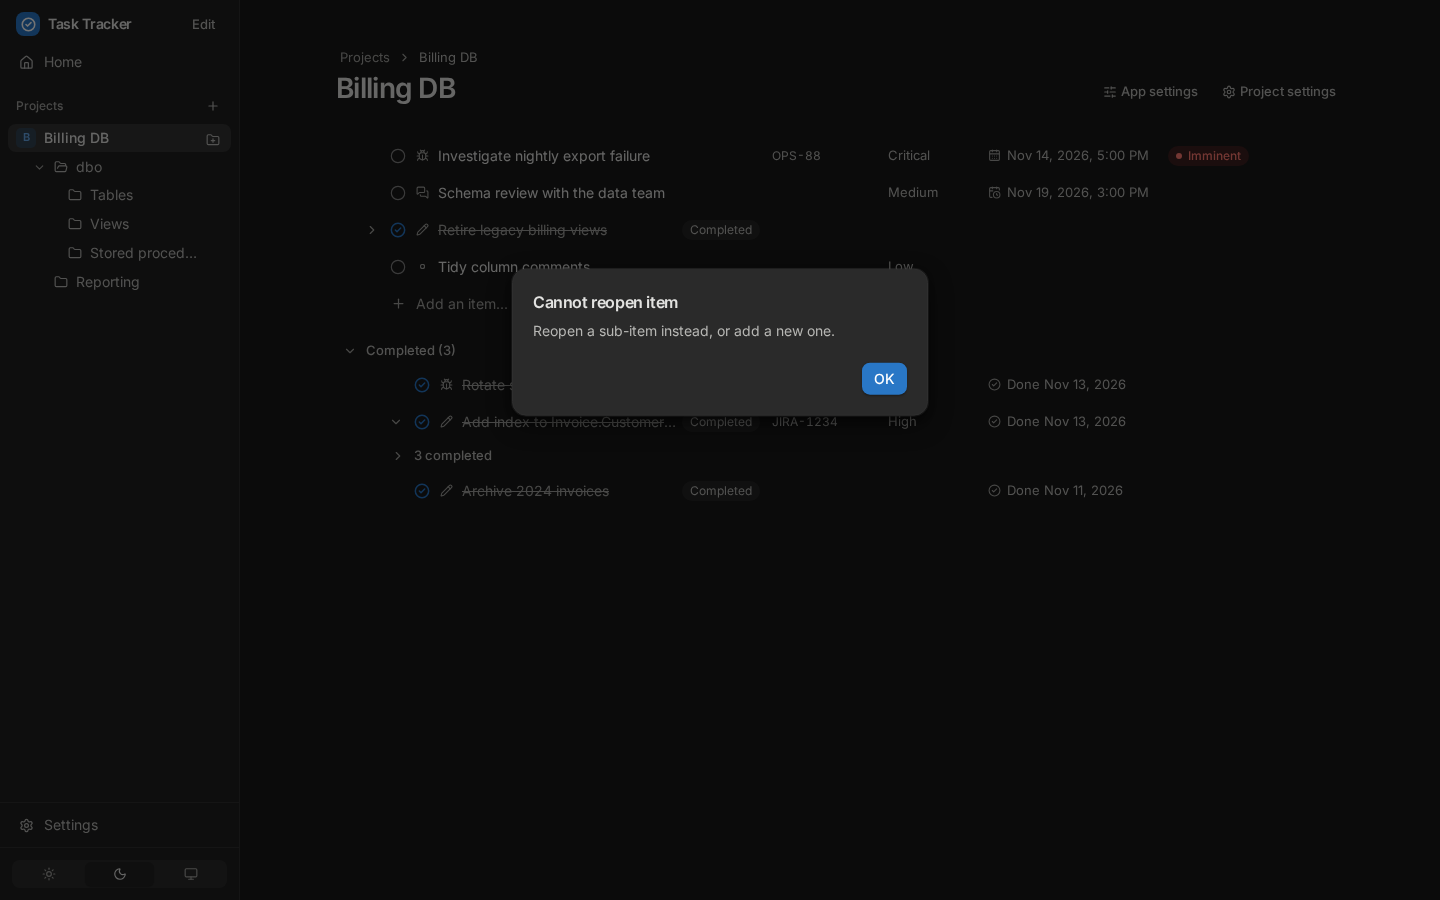 Task Tracker
Edit
Home
Projects
B Billing DB
dbo
Tables
Views
Stored proced...
Reporting
Settings
Projects > Billing DB
Billing DB
App settings
Project settings
Investigate nightly export failure OPS-88 Critical Nov 14, 2026, 5:00 PM Imminent
Schema review with the data team Medium Nov 19, 2026, 3:00 PM
Retire legacy billing views Completed
Tidy column comments Low
Add an item...
Cannot reopen item
Reopen a sub-item instead, or add a new one.
OK
Completed (3)
Rotate Done Nov 13, 2026
Add index to Invoice.Customer... Completed JIRA-1234 High Done Nov 13, 2026
3 completed
Archive 2024 invoices Completed Done Nov 11, 2026